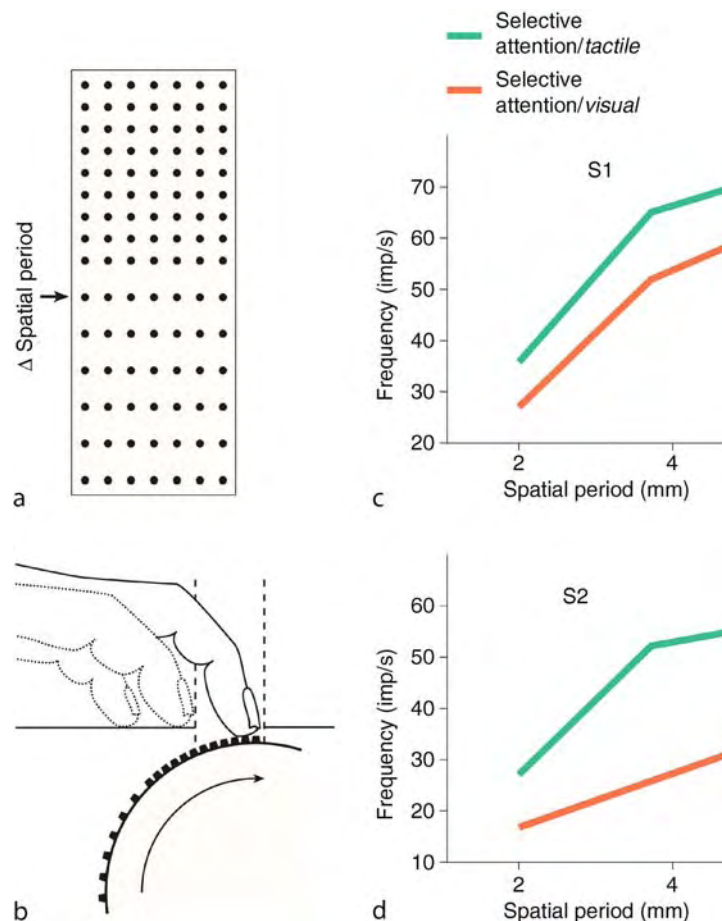 Selective
attention/tactile
Selective
attention/visual
Δ Spatial period
a
S1
70
60
50
40
30
20
Frequency (imp/s)
2 4
Spatial period (mm)
c
b
S2
60
50
40
30
20
10
Frequency (imp/s)
2 4
Spatial period (mm)
d